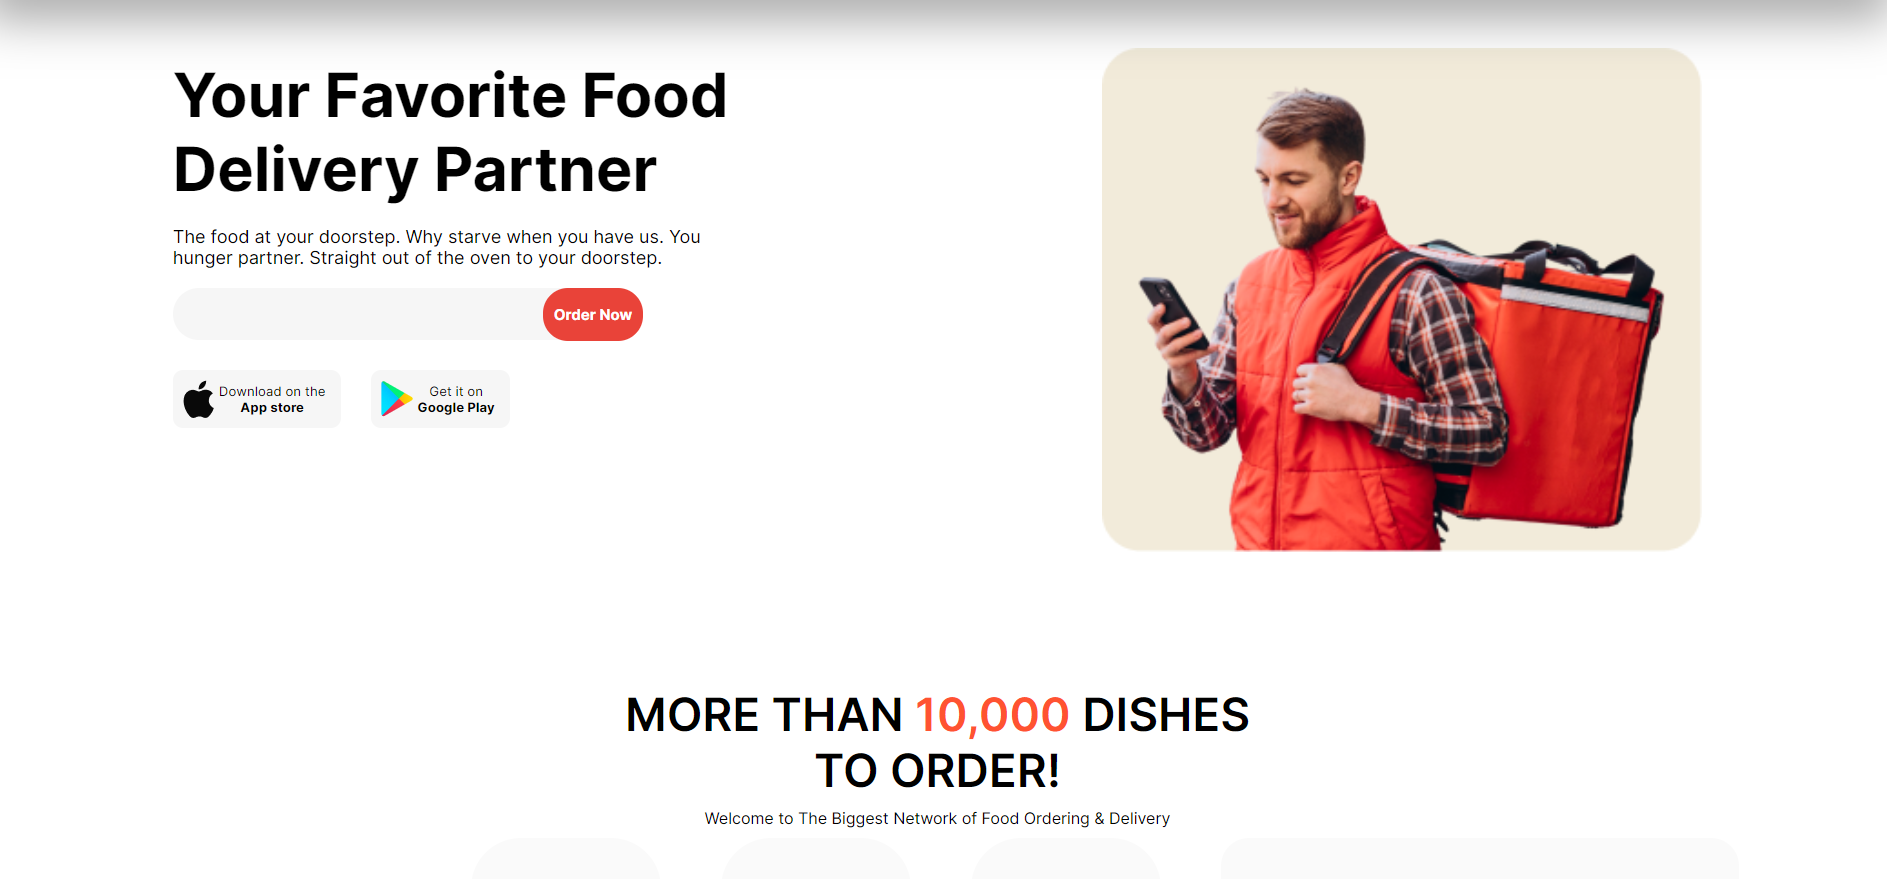 Your Favorite Food
Delivery Partner
The food at your doorstep. Why starve when you have us. You
hunger partner. Straight out of the oven to your doorstep.
Order Now
Download on the
App store
Get it on
Google Play
MORE THAN 10,000 DISHES
TO ORDER!
Welcome to The Biggest Network of Food Ordering & Delivery